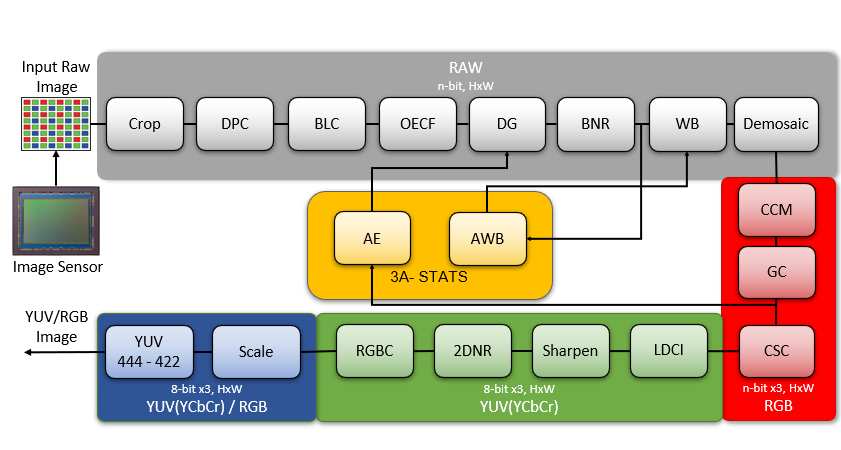 Input Raw
Image
RAW
n-bit, HxW
Crop
DPC
BLC
OECF
DG
BNR
WB
Demosaic
Image Sensor
AE
AWB
3A- STATS
CCM
GC
CSC
n-bit x3, HxW
RGB
YUV/RGB
Image
YUV
444 - 422
Scale
8-bit x3, HxW
YUV(YCbCr) / RGB
RGBC
2DNR
Sharpen
LDCI
8-bit x3, HxW
YUV(YCbCr)